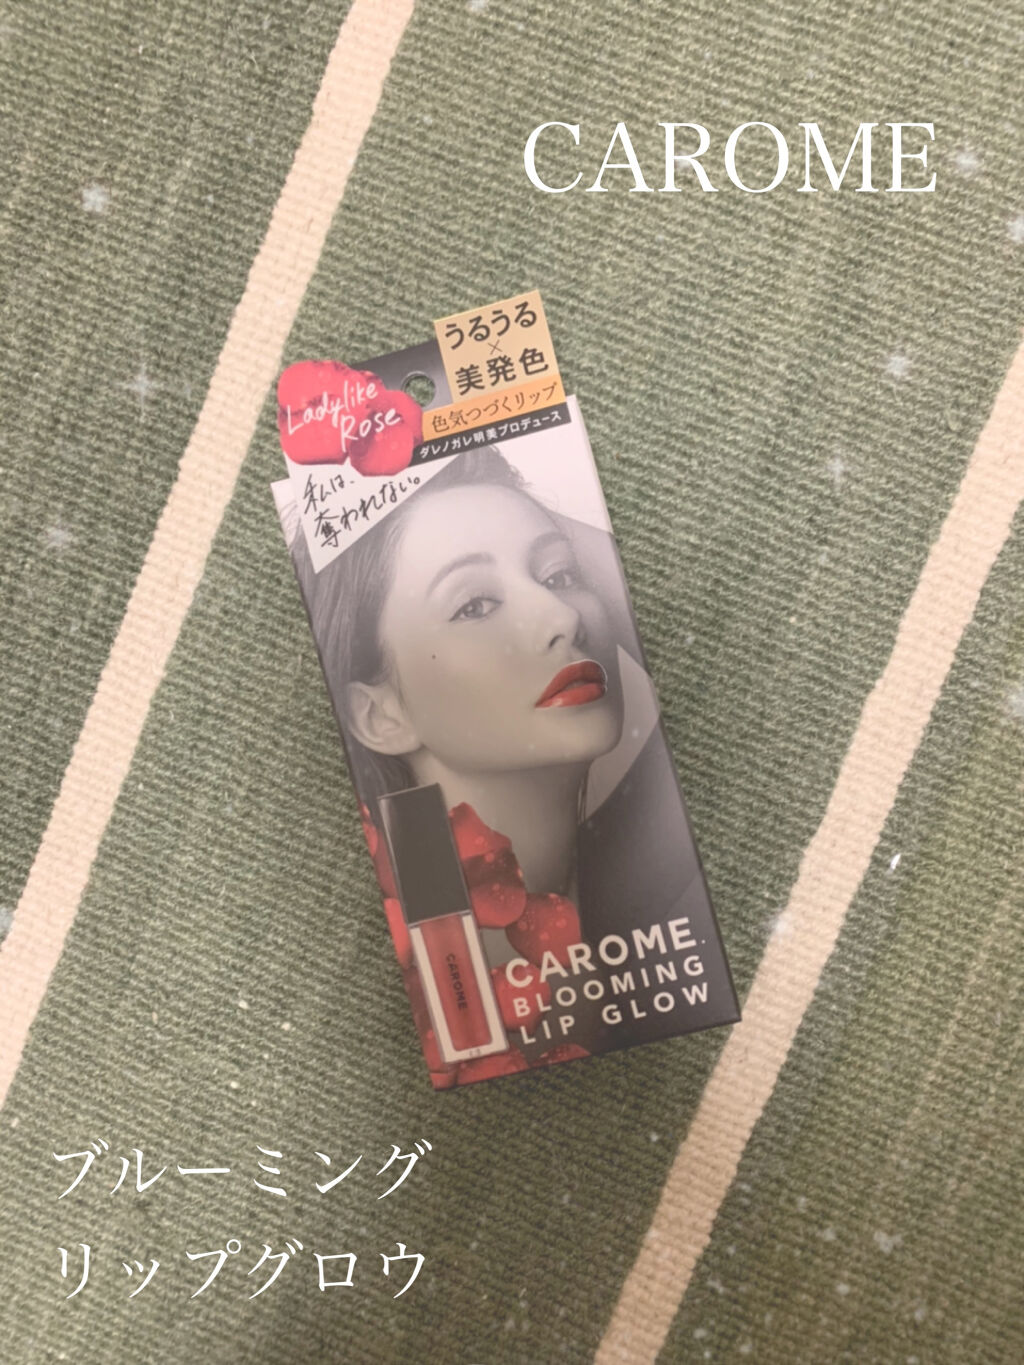 CAROME
うるうる
×
美発色
色気つづくリップ
ダレノガレ明美プロデュース
Ladylike
Rose
私は、
奪われない。
CAROME
CAROME.
BLOOMING
LIP GLOW
ブルーミング
リップグロウ